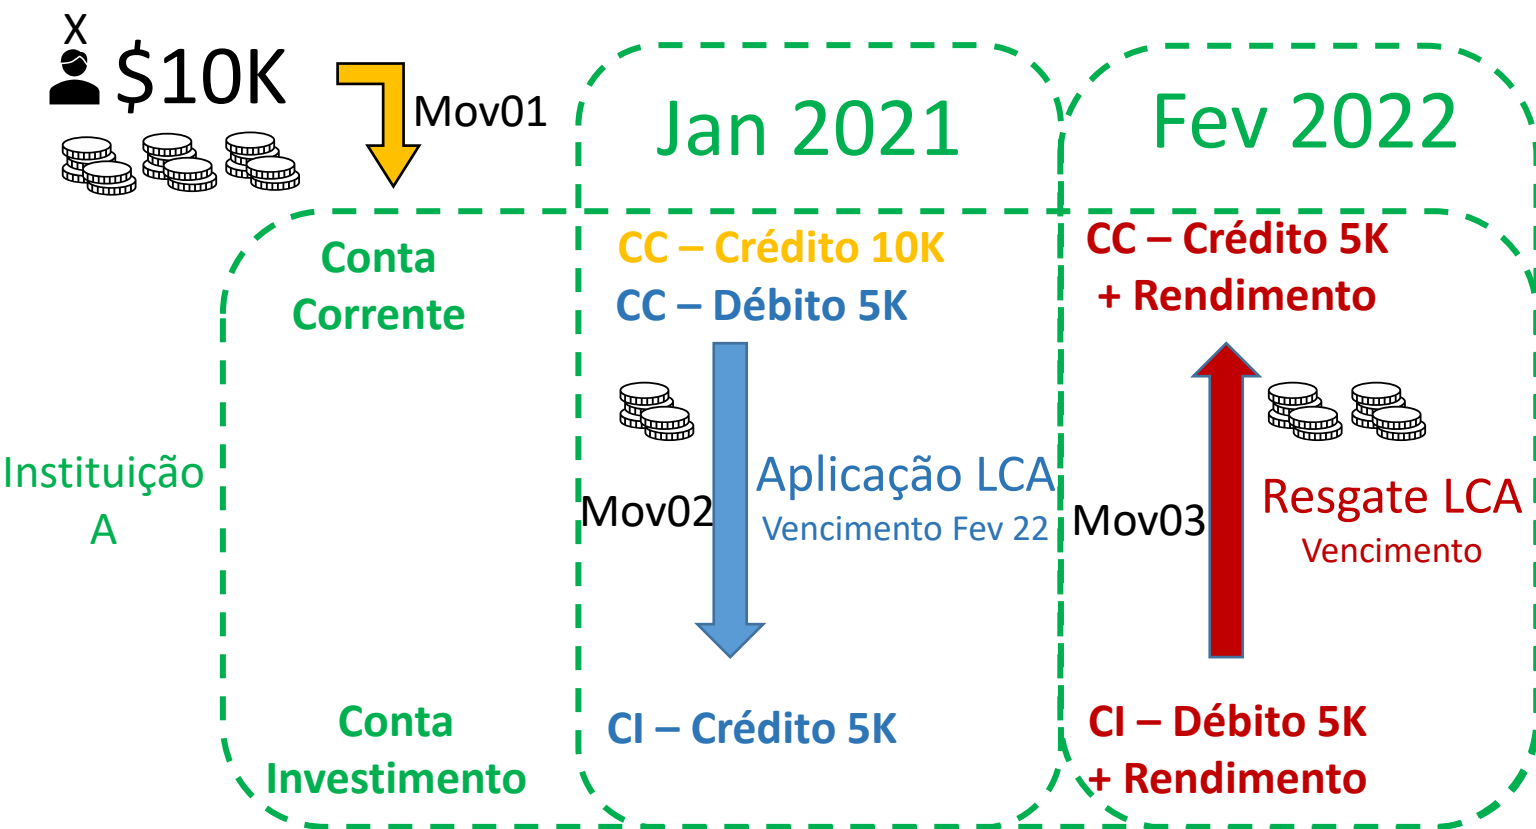 X
$10K
Mov01
Jan 2021
Fev 2022
Conta
Corrente
CC – Crédito 10K
CC – Débito 5K
CC – Crédito 5K
+ Rendimento
Instituição
A
Mov02
Aplicação LCA
Vencimento Fev 22
Mov03
Resgate LCA
Vencimento
Conta
Investimento
CI – Crédito 5K
CI – Débito 5K
+ Rendimento